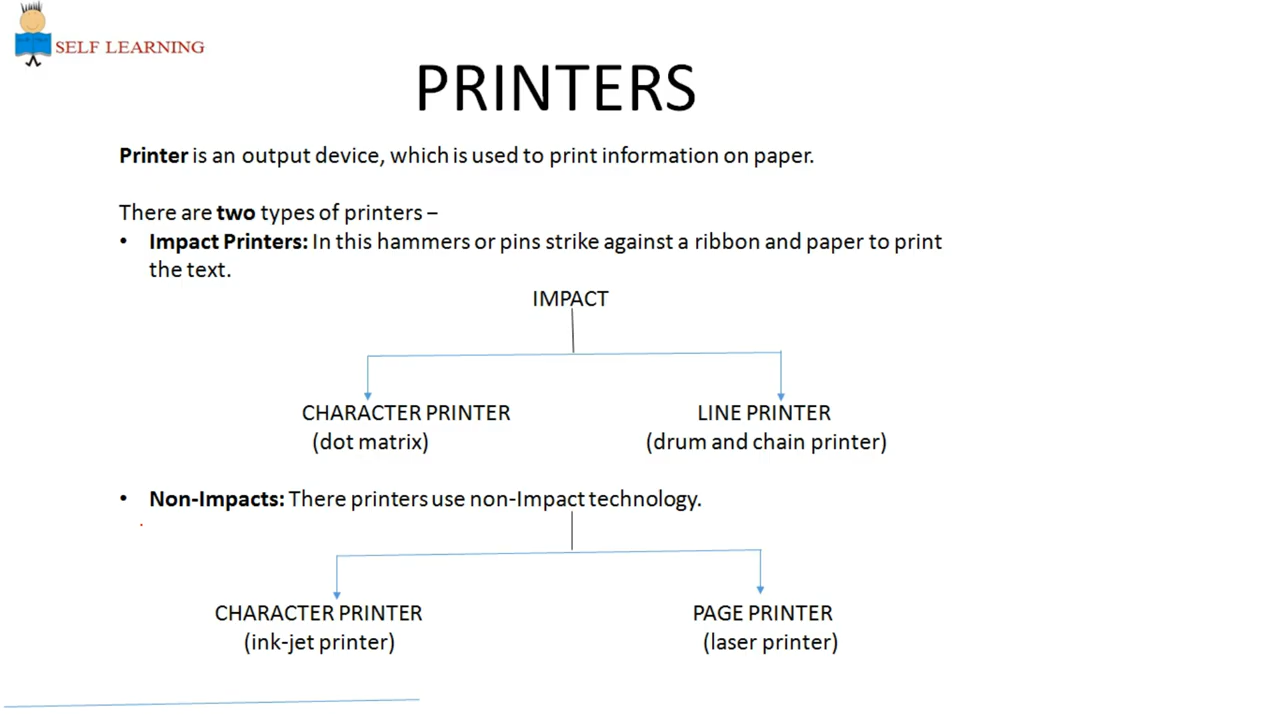 SELF LEARNING
PRINTERS
Printer is an output device, which is used to print information on paper.
There are two types of printers –
• Impact Printers: In this hammers or pins strike against a ribbon and paper to print
the text.
IMPACT
CHARACTER PRINTER LINE PRINTER
(dot matrix) (drum and chain printer)
• Non-Impacts: There printers use non-Impact technology.
CHARACTER PRINTER PAGE PRINTER
(ink-jet printer) (laser printer)